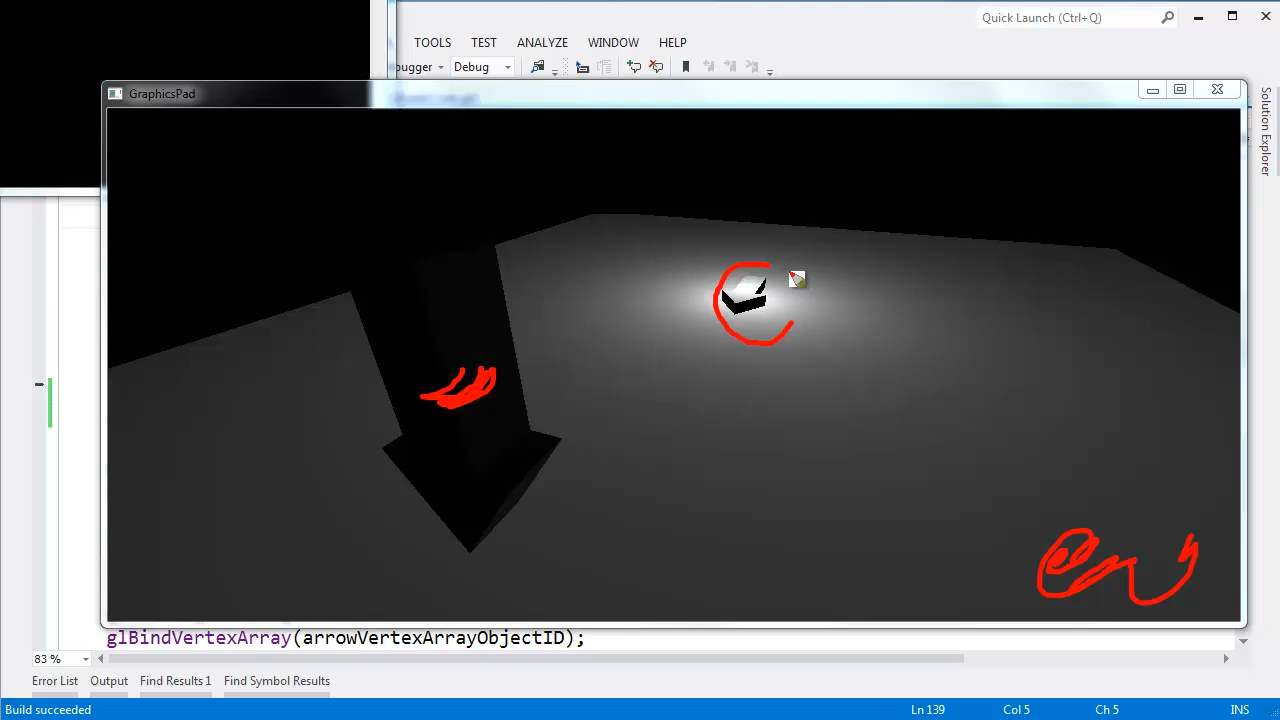 Quick Launch (Ctrl+Q)
TOOLS TEST ANALYZE WINDOW HELP
bugger Debug
GraphicsPad
Solution Explorer
glBindVertexArray(arrowVertexArrayObjectID);
83 %
Error List Output Find Results 1 Find Symbol Results
Build succeeded Ln 139 Col 5 Ch 5 INS